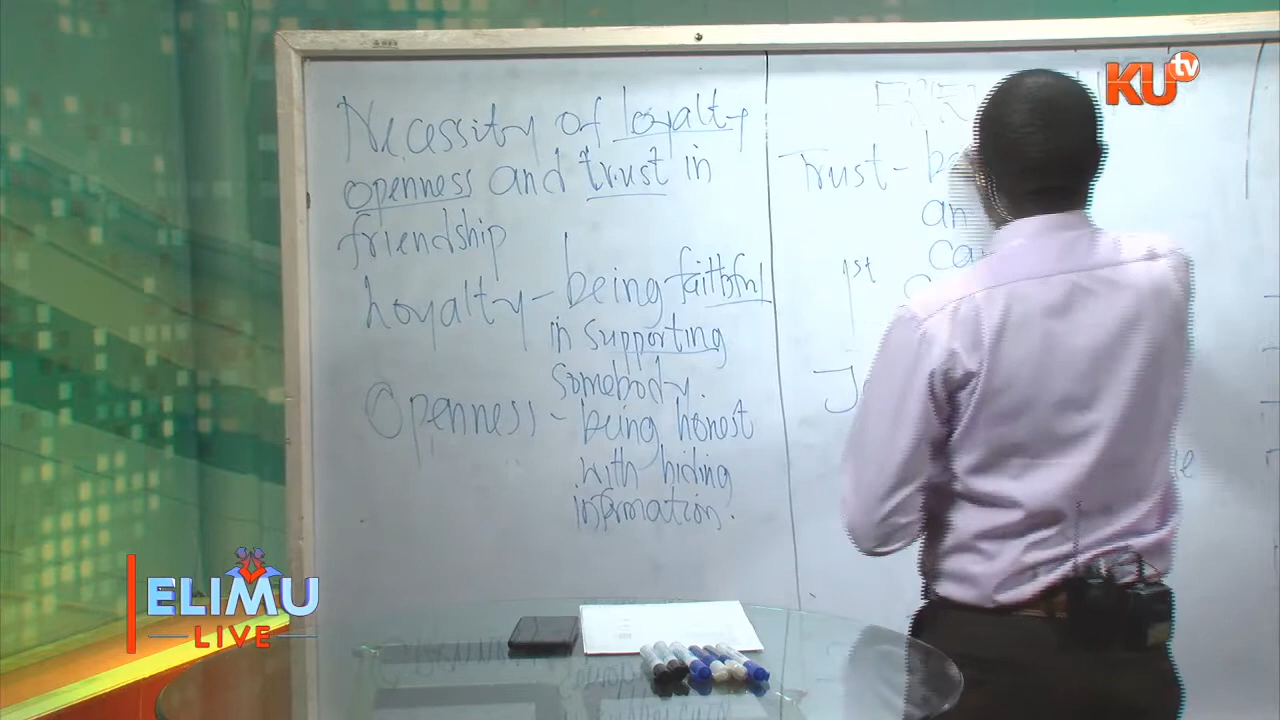 Necessity of loyalty
openness and trust in
friendship
Loyalty - being faithful
in supporting
somebody.
Openness - being honest
with hiding
information.
Trust -
an
1st
KU tv
ELIMU
LIVE